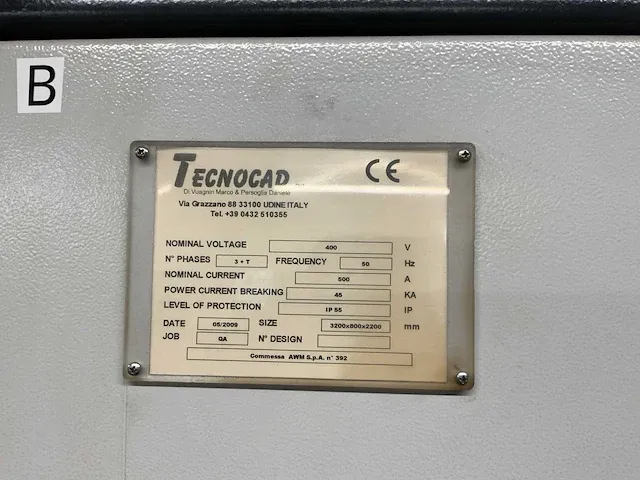 B
TECNOCAD
CE
Di Vuagnin Marco & Persoglia Daniele
Via Grazzano 88 33100 UDINE ITALY
Tel. +39 0432 510355
NOMINAL VOLTAGE 400 V
N° PHASES 3 + T FREQUENCY 50 Hz
NOMINAL CURRENT 500 A
POWER CURRENT BREAKING 45 KA
LEVEL OF PROTECTION IP 55 IP
DATE 05/2009 SIZE 3200x800x2200 mm
JOB QA N° DESIGN
Commessa AWM S.p.A. n° 392